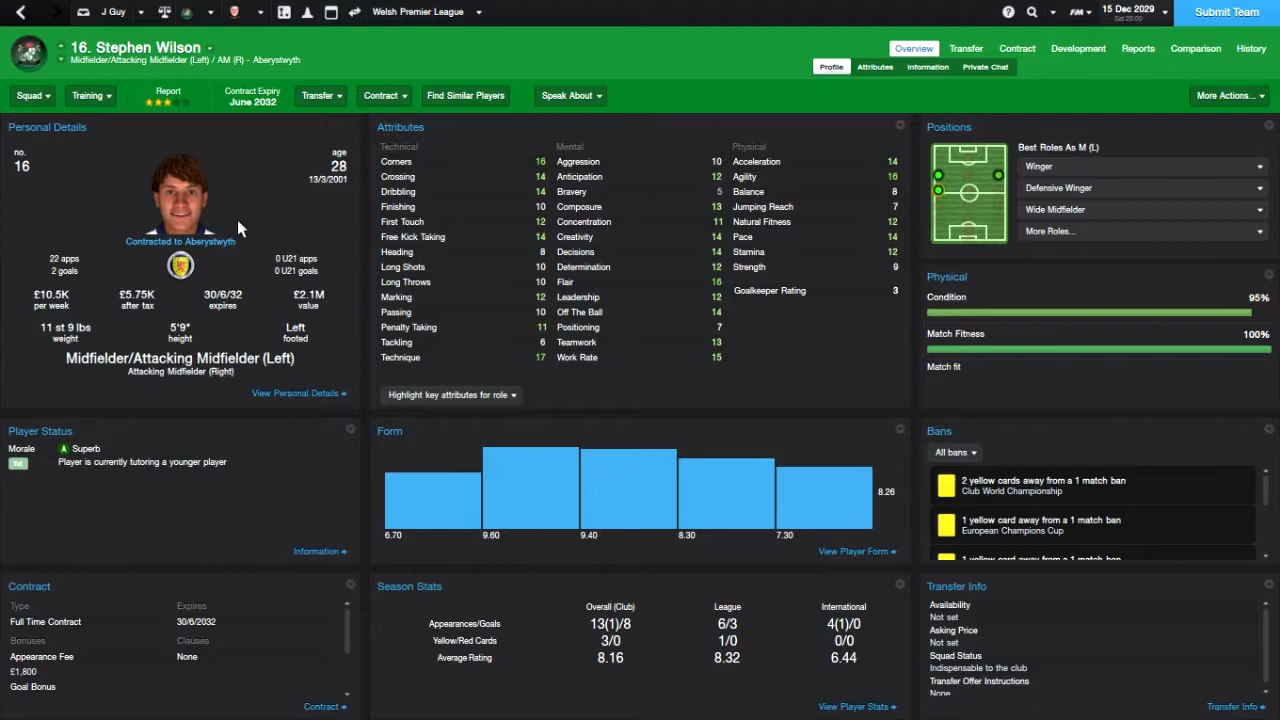 J Guy
Welsh Premier League
FM
15 Dec 2029
Sat 20:00
Submit Team
16. Stephen Wilson
Midfielder/Attacking Midfielder (Left) / AM (R) - Aberystwyth
Overview Transfer Contract Development Reports Comparison History
Profile Attributes Information Private Chat
Squad Training Report Contract Expiry June 2032 Transfer Contract Find Similar Players Speak About More Actions...
Personal Details
no.
16
age
28
13/3/2001
Contracted to Aberystwyth
22 apps
2 goals
0 U21 apps
0 U21 goals
£10.5K £5.75K 30/6/32 £2.1M
per week after tax expires value
11 st 9 lbs 5'9" Left
weight height footed
Midfielder/Attacking Midfielder (Left)
Attacking Midfielder (Right)
View Personal Details
Attributes
Technical Mental Physical
Corners 16 Aggression 10 Acceleration 14
Crossing 14 Anticipation 12 Agility 16
Dribbling 14 Bravery 5 Balance 8
Finishing 10 Composure 13 Jumping Reach 7
First Touch 12 Concentration 11 Natural Fitness 12
Free Kick Taking 14 Creativity 14 Pace 14
Heading 8 Decisions 14 Stamina 12
Long Shots 10 Determination 12 Strength 9
Long Throws 10 Flair 16
Goalkeeper Rating 3
Marking 12 Leadership 12
Passing 10 Off The Ball 14
Penalty Taking 11 Positioning 7
Tackling 6 Teamwork 13
Technique 17 Work Rate 15
Highlight key attributes for role
Positions
Best Roles As M (L)
Winger
Defensive Winger
Wide Midfielder
More Roles...
Physical
Condition 95%
Match Fitness 100%
Match fit
Player Status
Morale Superb
Tut Player is currently tutoring a younger player
Information
Form
8.26
6.70 9.60 9.40 8.30 7.30
View Player Form
Bans
All bans
2 yellow cards away from a 1 match ban
Club World Championship
1 yellow card away from a 1 match ban
European Champions Cup
1 yellow card away from a 1 match ban
Contract
Type Expires
Full Time Contract 30/6/2032
Bonuses Clauses
Appearance Fee None
£1,800
Goal Bonus
Contract
Season Stats
Overall (Club) League International
Appearances/Goals 13(1)/8 6/3 4(1)/0
Yellow/Red Cards 3/0 1/0 0/0
Average Rating 8.16 8.32 6.44
View Player Stats
Transfer Info
Availability
Not set
Asking Price
Not set
Squad Status
Indispensable to the club
Transfer Offer Instructions
None
Transfer Info